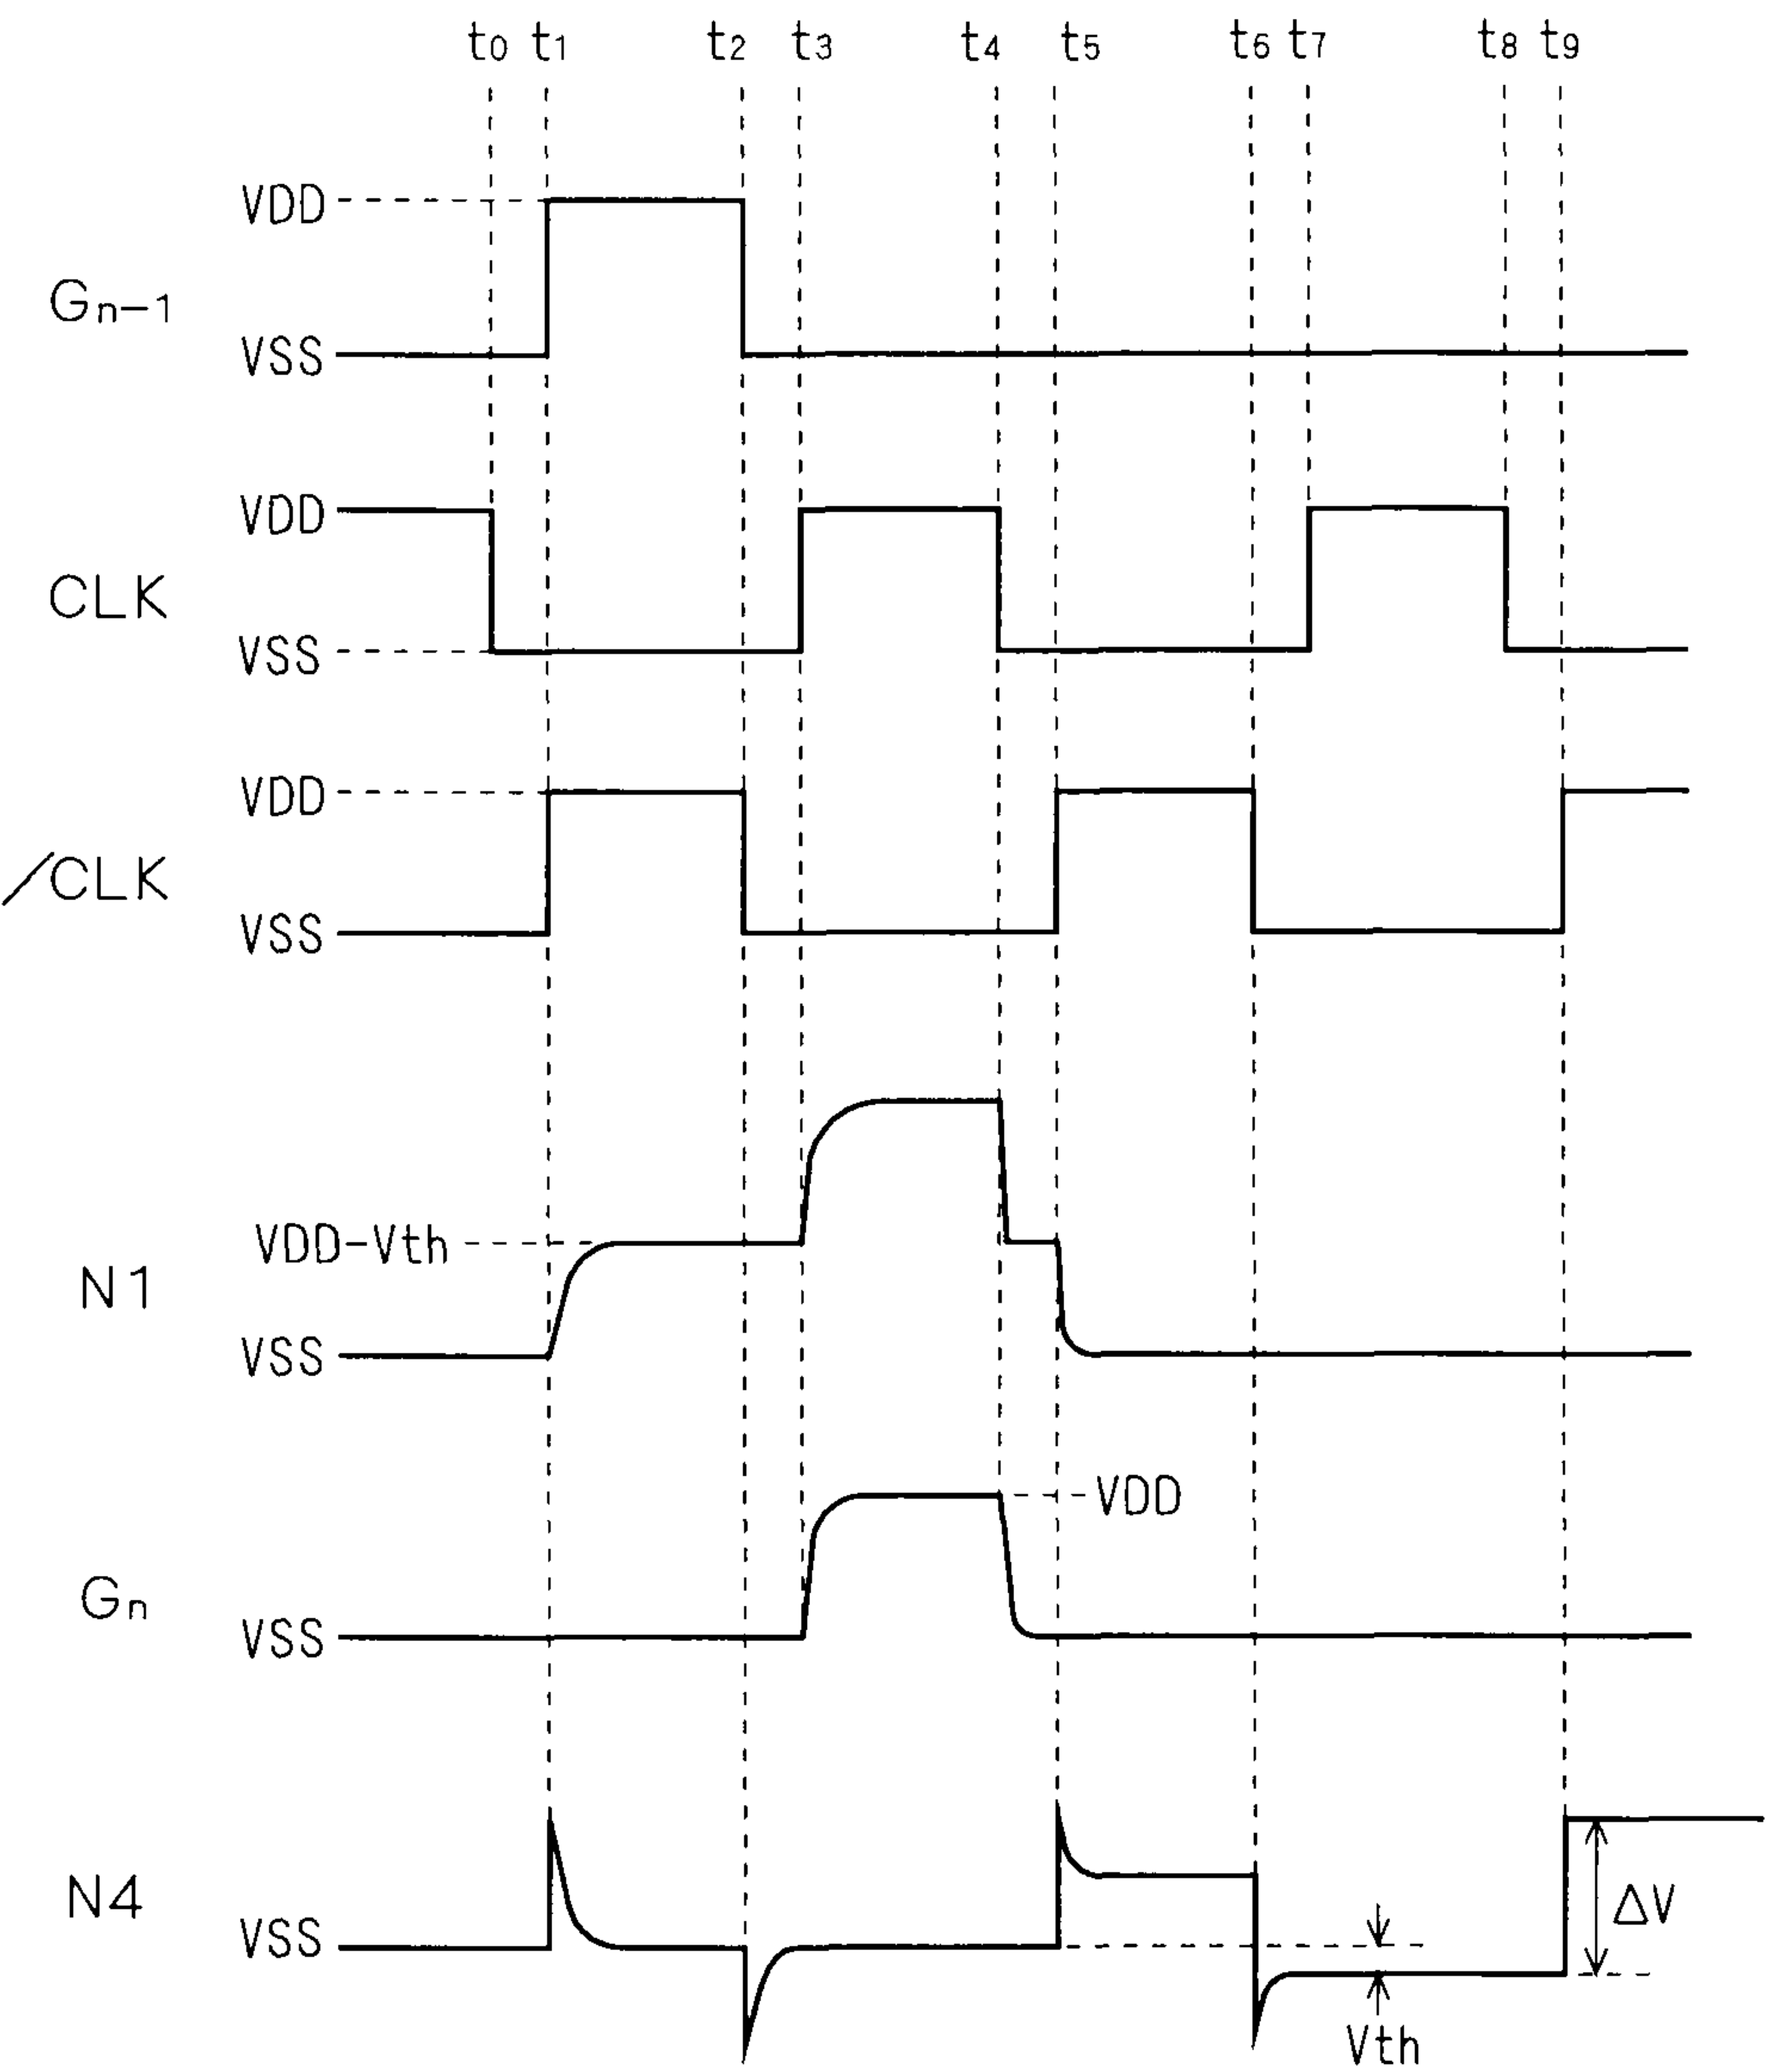 t0 t1 t2 t3 t4 t5 t6 t7 t8 t9
VDD
Gn-1
VSS
VDD
CLK
VSS
VDD
/CLK
VSS
VDD-Vth
N1
VSS
VDD
Gn
VSS
N4
ΔV
VSS
Vth